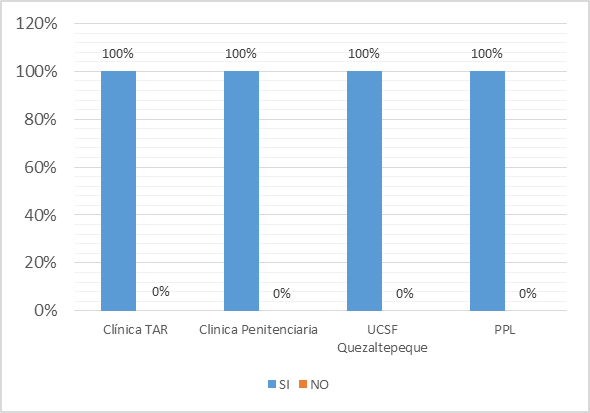 120%
100%
80%
60%
40%
20%
0%
100%
0%
100%
0%
100%
0%
100%
0%
Clínica TAR
Clinica Penitenciaria
UCSF
Quezaltepeque
PPL
SI
NO